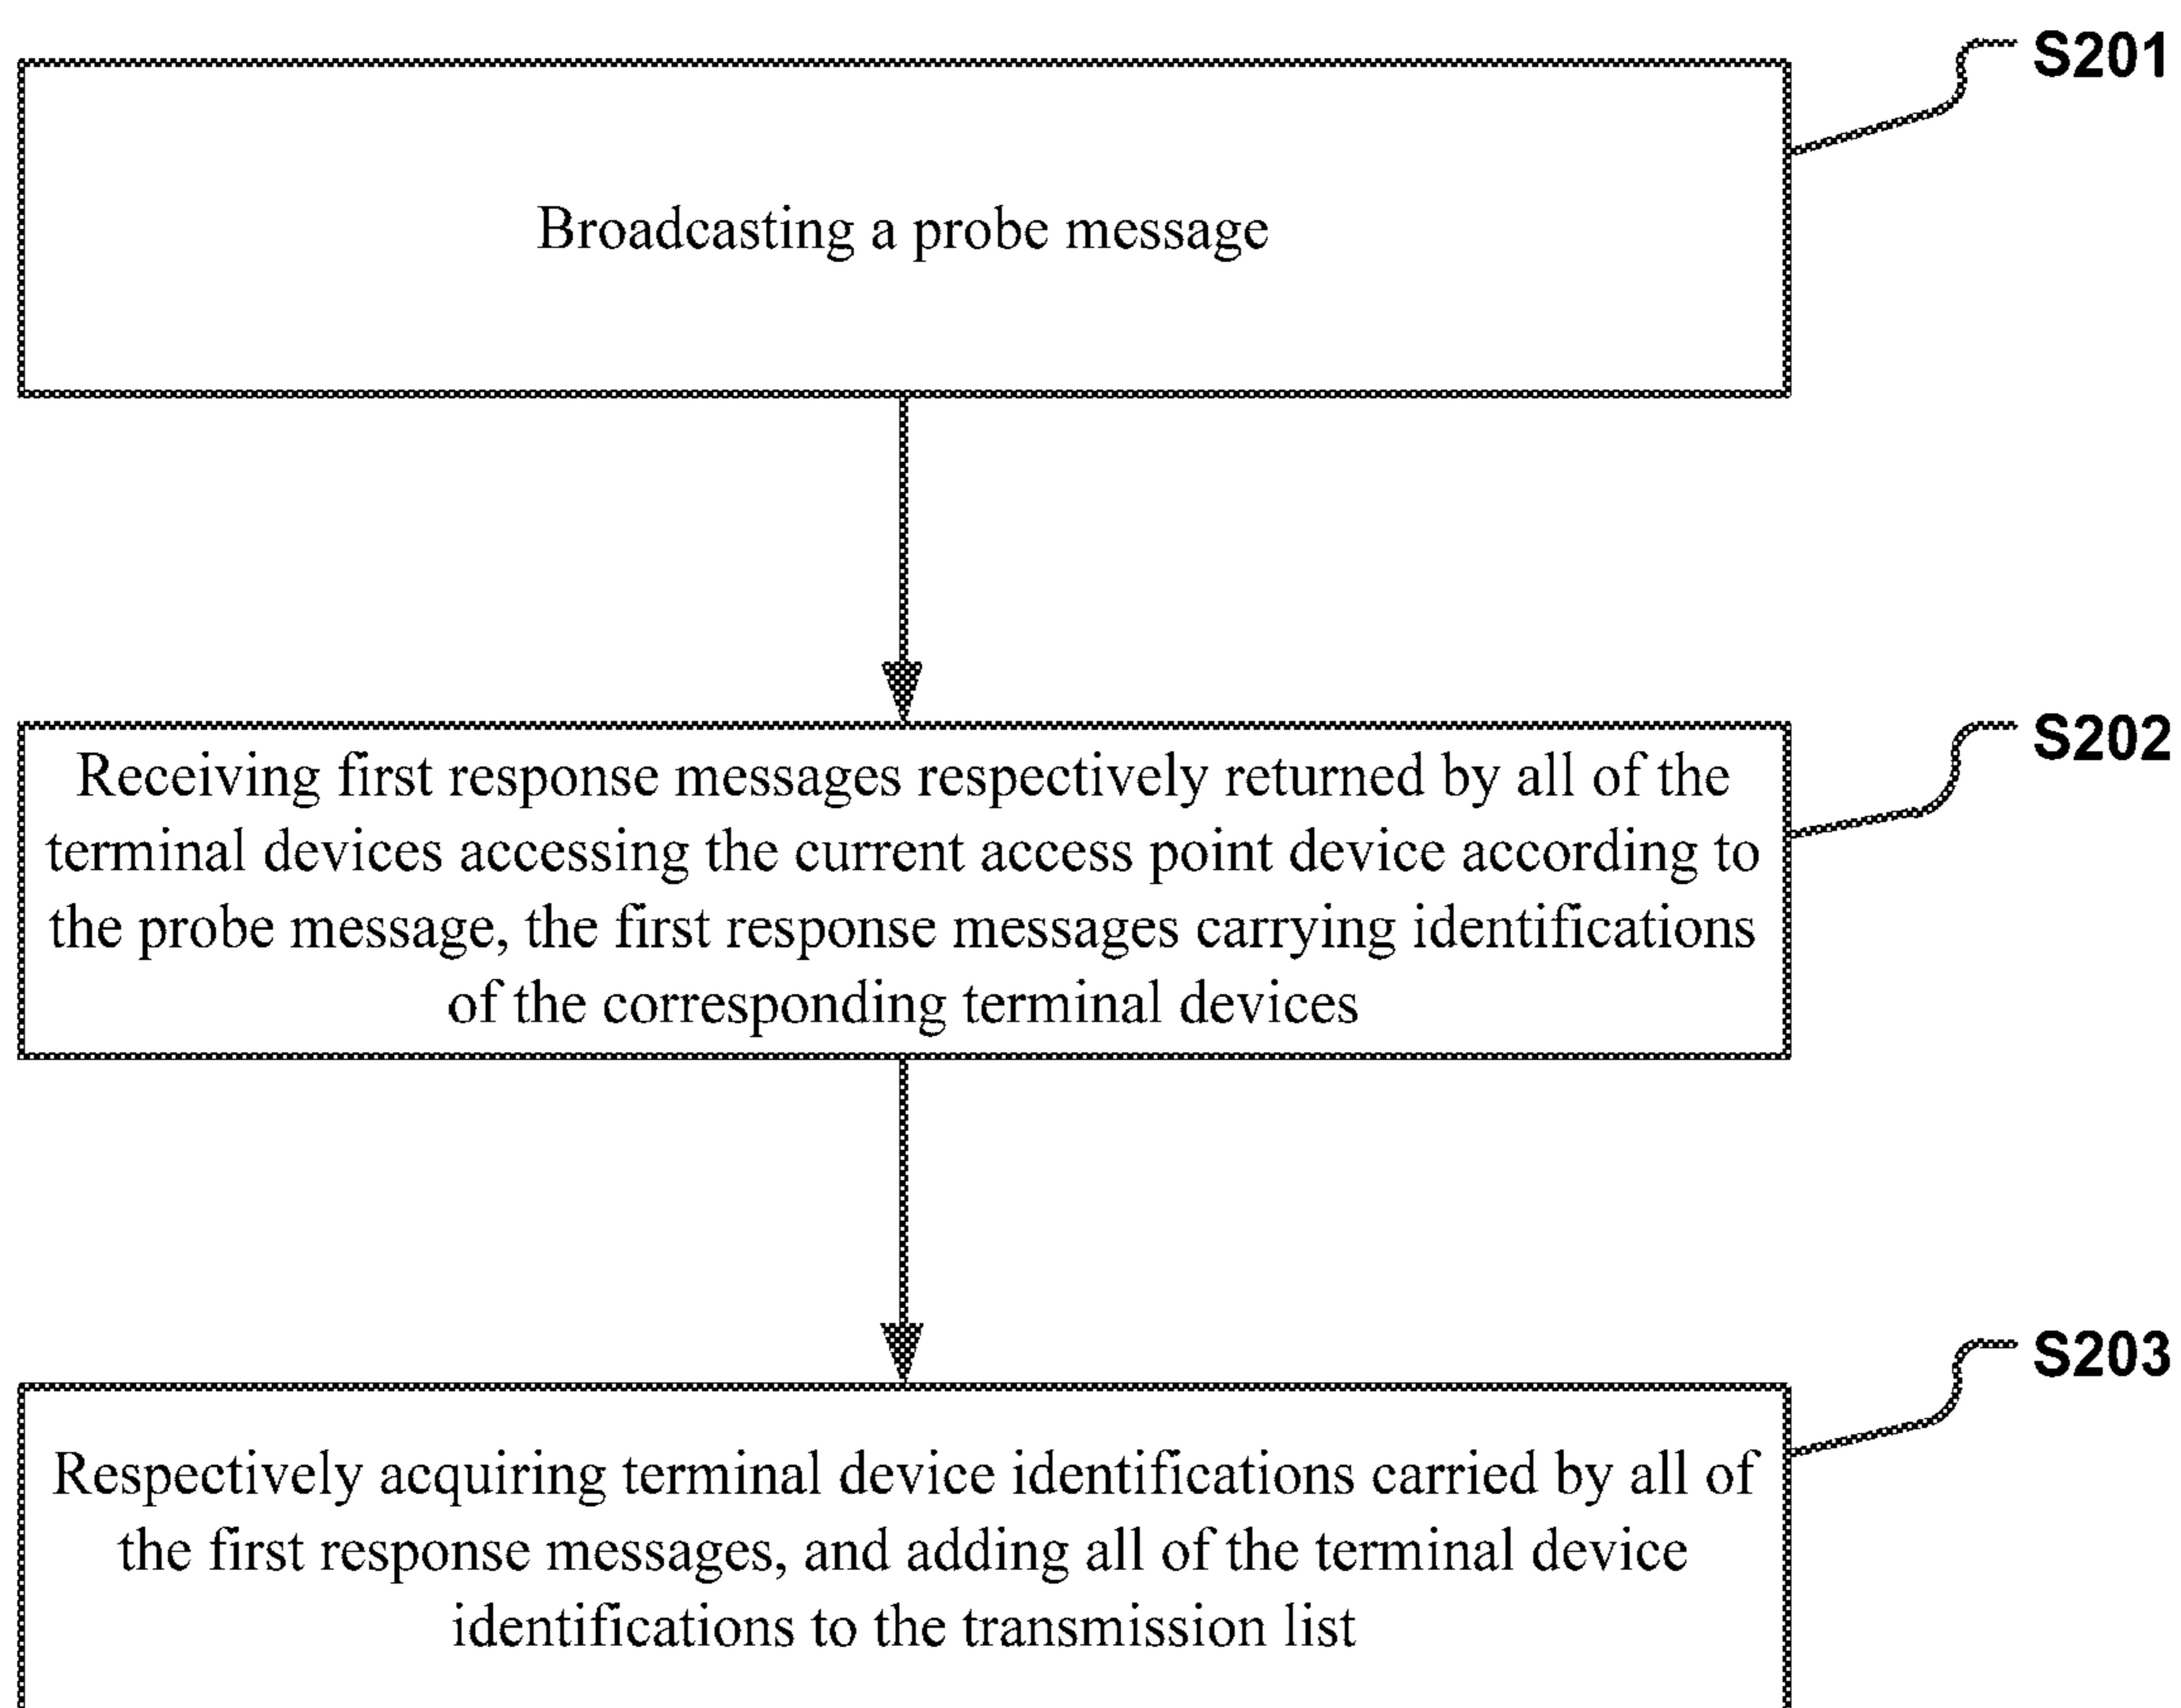 S201
Broadcasting a probe message
S202
Receiving first response messages respectively returned by all of the
terminal devices accessing the current access point device according to
the probe message, the first response messages carrying identifications
of the corresponding terminal devices
S203
Respectively acquiring terminal device identifications carried by all of
the first response messages, and adding all of the terminal device
identifications to the transmission list